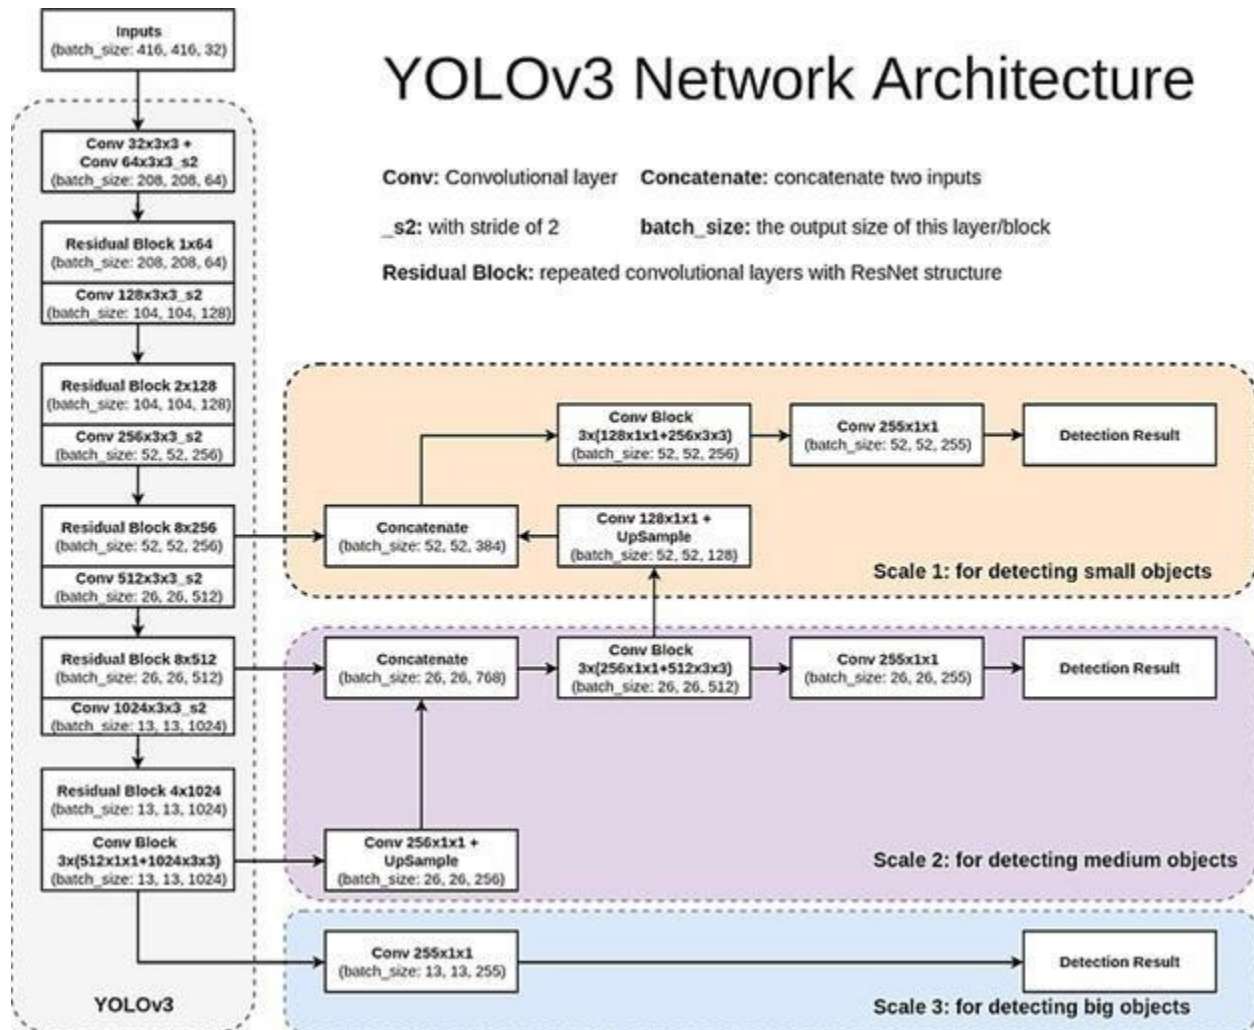 Inputs
(batch_size: 416, 416, 32)
YOLOv3 Network Architecture
Conv: Convolutional layer
Concatenate: concatenate two inputs
_s2: with stride of 2
batch_size: the output size of this layer/block
Residual Block: repeated convolutional layers with ResNet structure
Conv 32x3x3 +
Conv 64x3x3_s2
(batch_size: 208, 208, 64)
Residual Block 1x64
(batch_size: 208, 208, 64)
Conv 128x3x3_s2
(batch_size: 104, 104, 128)
Residual Block 2x128
(batch_size: 104, 104, 128)
Conv 256x3x3_s2
(batch_size: 52, 52, 256)
Residual Block 8x256
(batch_size: 52, 52, 256)
Conv 512x3x3_s2
(batch_size: 26, 26, 512)
Residual Block 8x512
(batch_size: 26, 26, 512)
Conv 1024x3x3_s2
(batch_size: 13, 13, 1024)
Residual Block 4x1024
(batch_size: 13, 13, 1024)
Conv Block
3x(512x1x1+1024x3x3)
(batch_size: 13, 13, 1024)
YOLOv3
Conv Block
3x(128x1x1+256x3x3)
(batch_size: 52, 52, 256)
Conv 255x1x1
(batch_size: 52, 52, 255)
Detection Result
Concatenate
(batch_size: 52, 52, 384)
Conv 128x1x1 +
UpSample
(batch_size: 52, 52, 128)
Scale 1: for detecting small objects
Concatenate
(batch_size: 26, 26, 768)
Conv Block
3x(256x1x1+512x3x3)
(batch_size: 26, 26, 512)
Conv 255x1x1
(batch_size: 26, 26, 255)
Detection Result
Conv 256x1x1 +
UpSample
(batch_size: 26, 26, 256)
Scale 2: for detecting medium objects
Conv 255x1x1
(batch_size: 13, 13, 255)
Detection Result
Scale 3: for detecting big objects